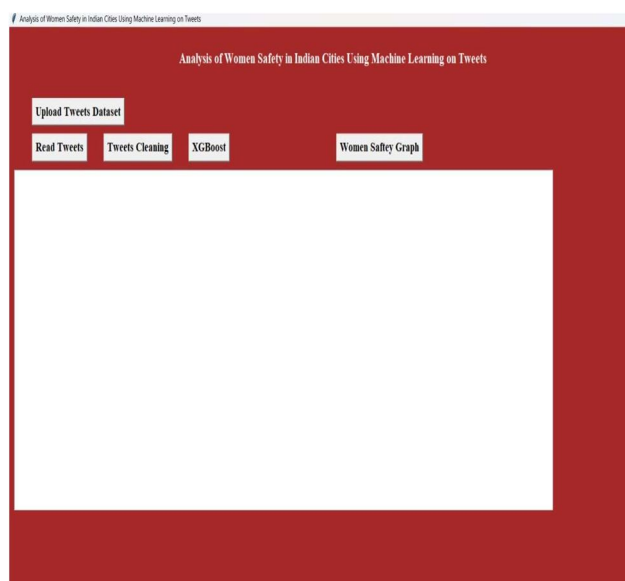 Analysis of Women Safety in Indian Cities Using Machine Learning on Tweets
Analysis of Women Safety in Indian Cities Using Machine Learning on Tweets
Upload Tweets Dataset
Read Tweets Tweets Cleaning XGBoost Women Saftey Graph